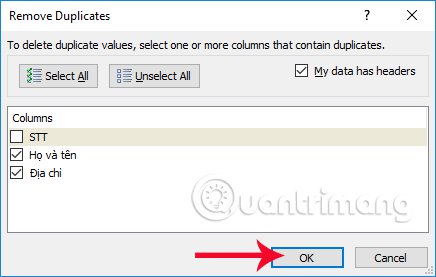 Remove Duplicates
?
To delete duplicate values, select one or more columns that contain duplicates.
Select All
Unselect All
My data has headers
Columns
STT
Họ và tên
Địa chỉ
Quantrimang
OK
Cancel